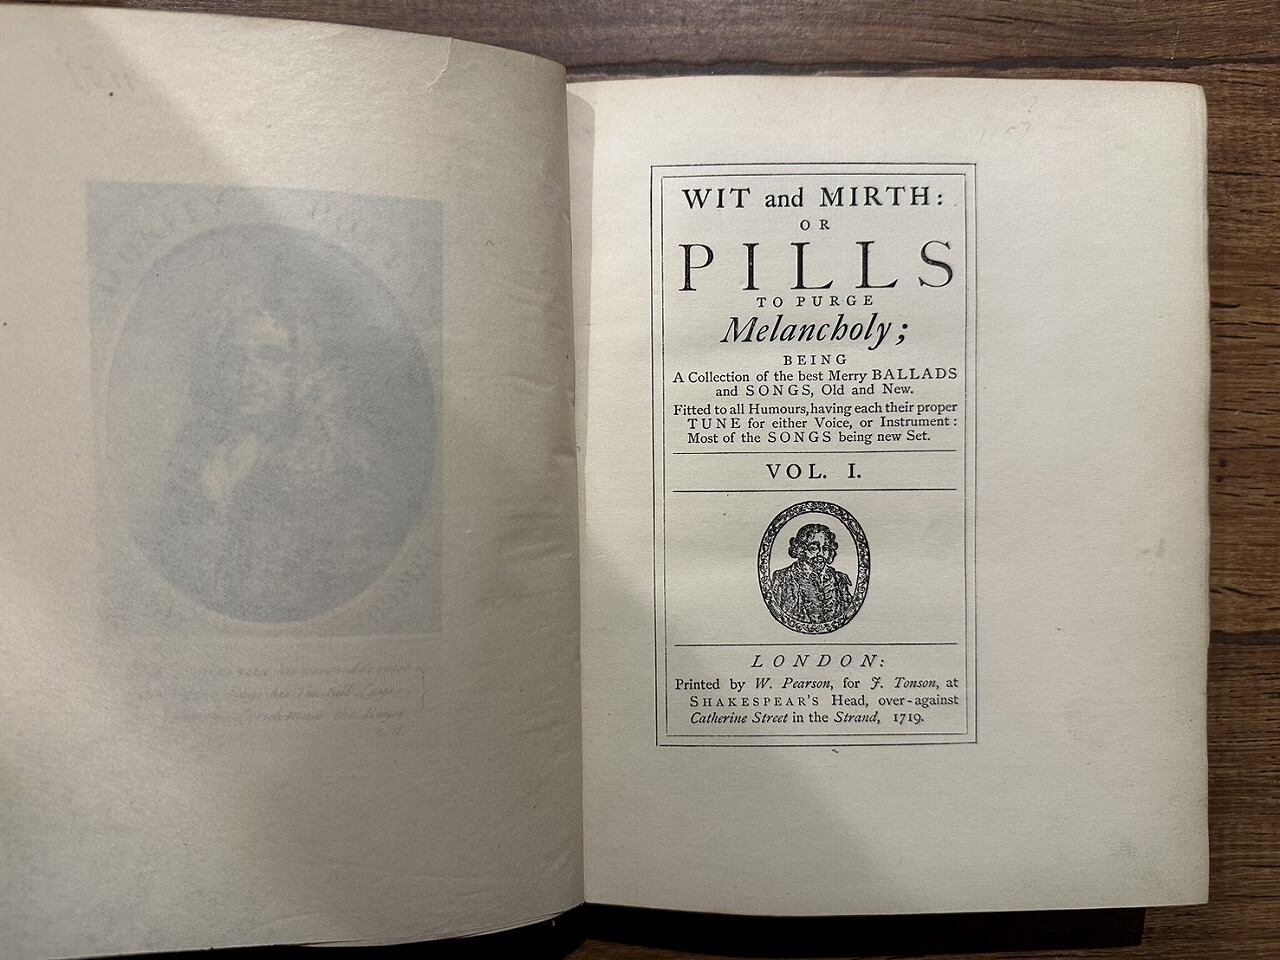 WIT and MIRTH:
OR
PILLS
TO PURGE
Melancholy;
BEING
A Collection of the best Merry BALLADS
and SONGS, Old and New.
Fitted to all Humours, having each their proper
TUNE for either Voice, or Instrument:
Most of the SONGS being new Set.
VOL. I.
LONDON:
Printed by W. Pearson, for J. Tonson, at
SHAKESPEAR'S Head, over-against
Catherine Street in the Strand, 1719.